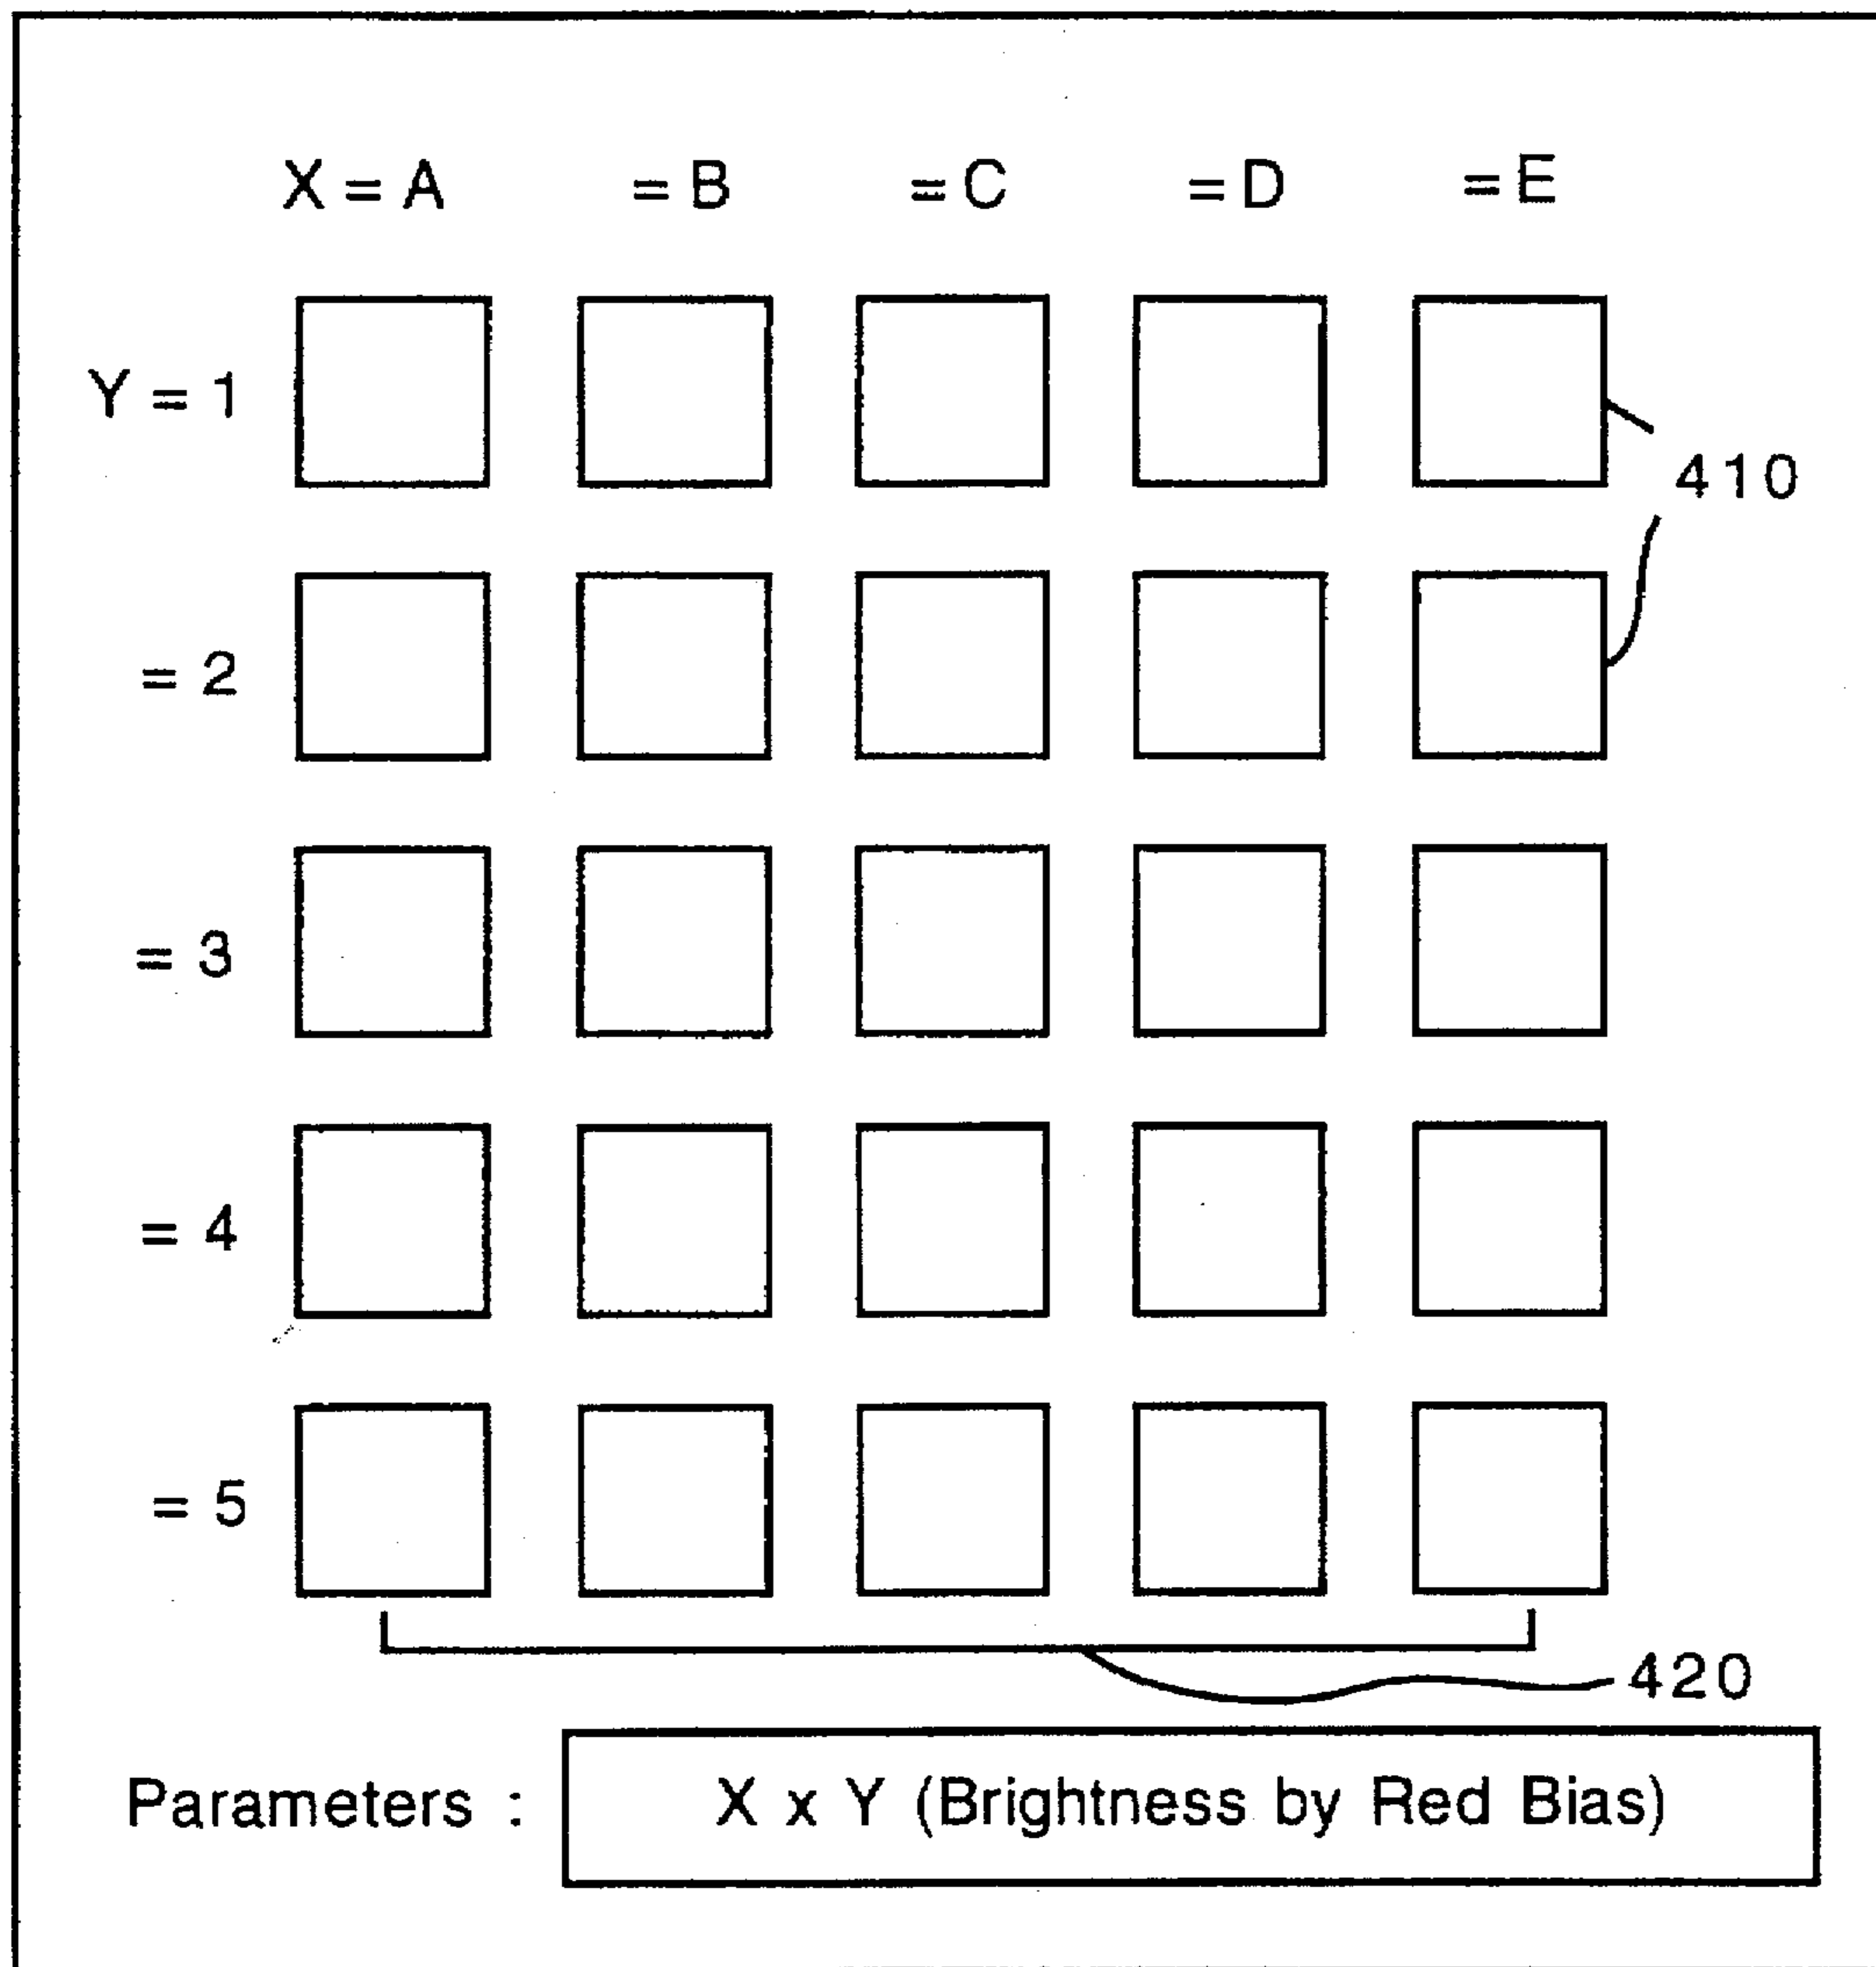 X = A = B = C = D = E
Y = 1
410
= 2
= 3
= 4
= 5
420
Parameters : X x Y (Brightness by Red Bias)